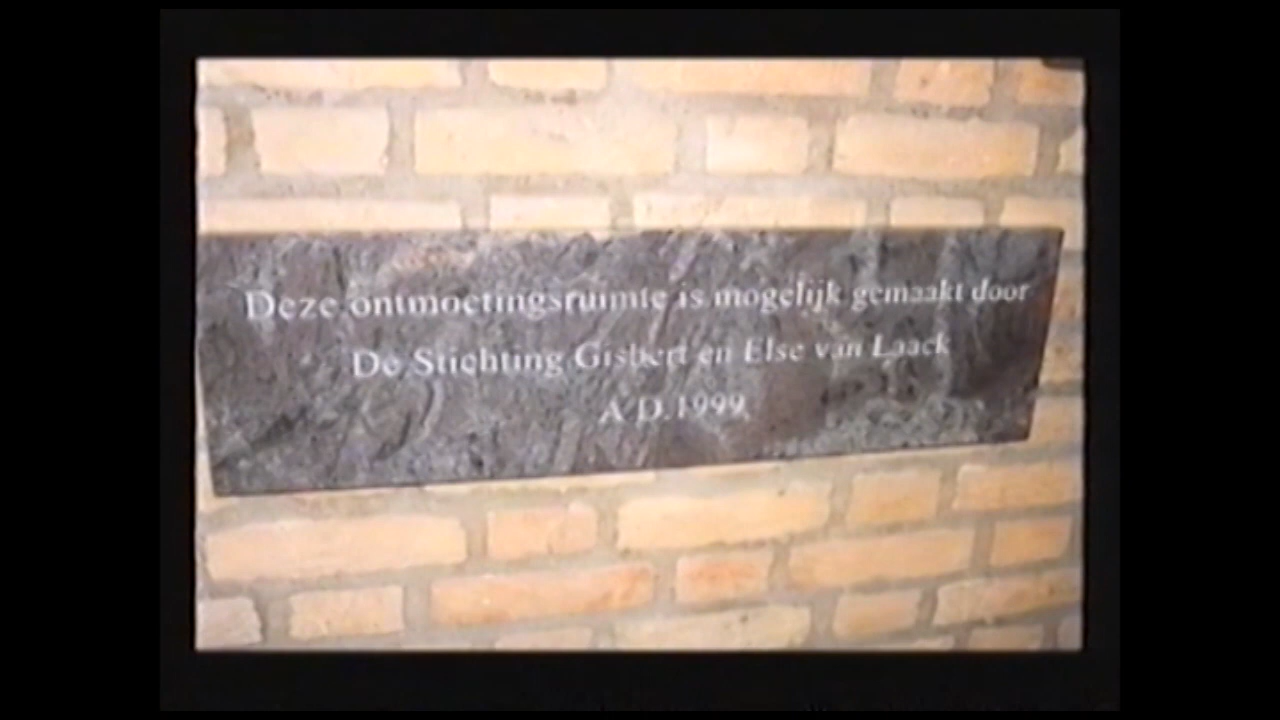 Deze ontmoetingsruimte is mogelijk gemaakt door
De Stichting Gisbert en Else van Laack
A.D.1999